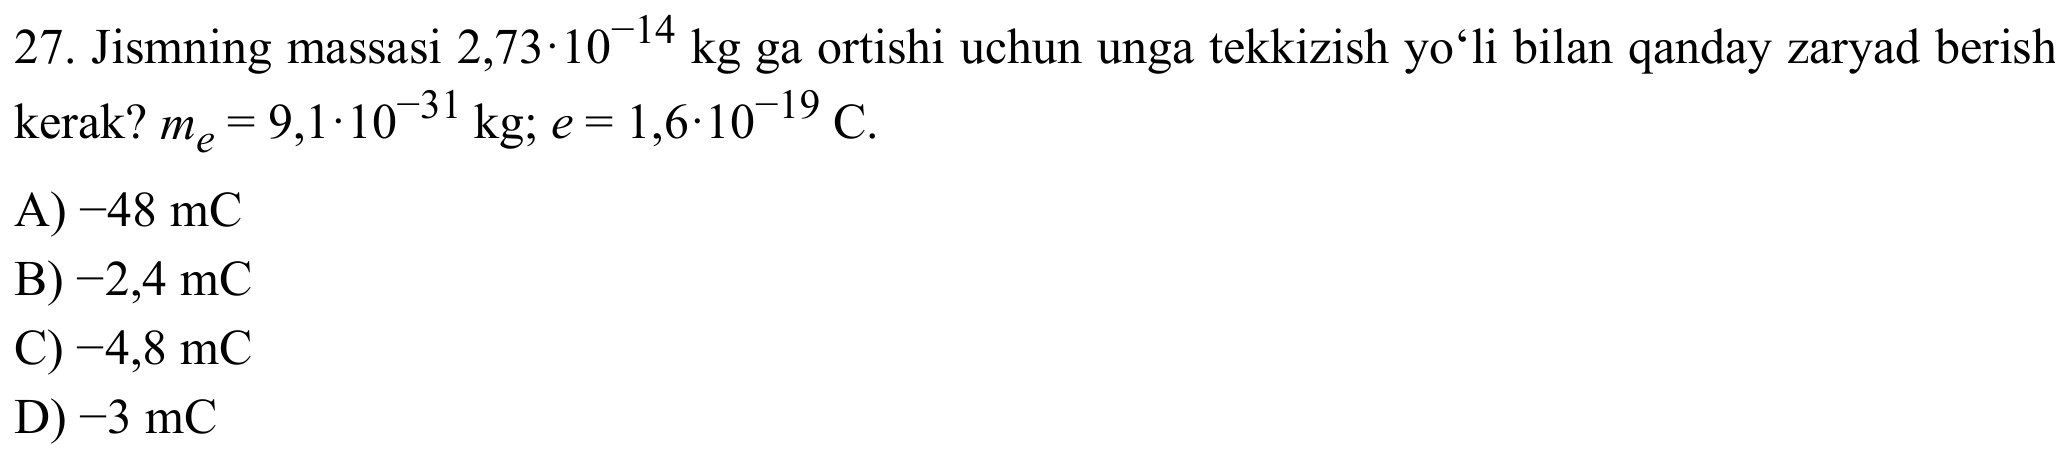 27. Jismning massasi 2,73·10⁻¹⁴ kg ga ortishi uchun unga tekkizish yo‘li bilan qanday zaryad berish
kerak? mₑ = 9,1·10⁻³¹ kg; e = 1,6·10⁻¹⁹ C.
A) −48 mC
B) −2,4 mC
C) −4,8 mC
D) −3 mC